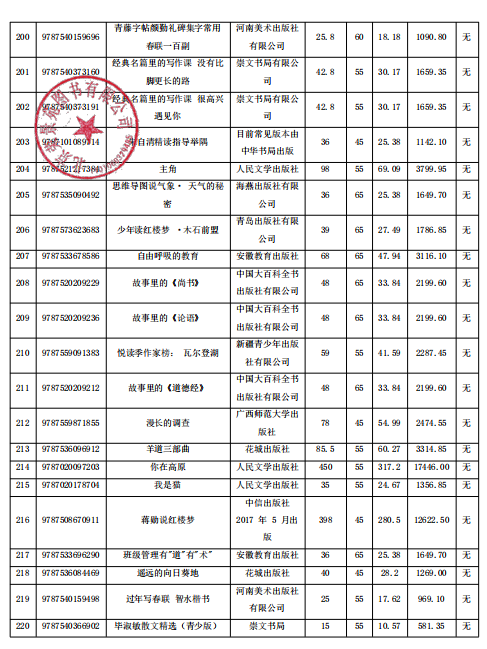 200 9787540159696 青藤字帖颜勤礼碑集字常用春联一百副 河南美术出版社有限公司 25.8 60 18.18 1090.80 无
201 9787540373160 经典名篇里的写作课 没有比脚更长的路 崇文书局有限公司 42.8 55 30.17 1659.35 无
202 9787540373191 经典名篇里的写作课 很高兴遇见你 崇文书局有限公司 42.8 55 30.17 1659.35 无
203 朱自清精读指导举隅 目前常见版本由中华书局出版 36 45 25.38 1142.10 无
204 主角 人民文学出版社 98 55 69.09 3799.95 无
205 9787535090492 思维导图说气象· 天气的秘密 海燕出版社有限公司 36 65 25.38 1649.70 无
206 9787573623683 少年读红楼梦 ·木石前盟 青岛出版社有限公司 39 65 27.49 1786.85 无
207 9787533678586 自由呼吸的教育 安徽教育出版社 68 65 47.94 3116.10 无
208 9787520209229 故事里的《尚书》 中国大百科全书出版社有限公司 48 65 33.84 2199.60 无
209 9787520209236 故事里的《论语》 中国大百科全书出版社有限公司 48 65 33.84 2199.60 无
210 9787559091383 悦读季作家榜： 瓦尔登湖 新疆青少年出版社有限公司 59 55 41.59 2287.45 无
211 9787520209212 故事里的《道德经》 中国大百科全书出版社有限公司 48 65 33.84 2199.60 无
212 9787559871855 漫长的调查 广西师范大学出版社 78 45 54.99 2474.55 无
213 9787536096912 羊道三部曲 花城出版社 85.5 55 60.27 3314.85 无
214 9787020097203 你在高原 人民文学出版社 450 55 317.2 17446.00 无
215 9787020178704 我是猫 人民文学出版社 35 55 24.67 1356.85 无
216 9787508670911 蒋勋说红楼梦 中信出版社 2017 年 5 月出版 398 45 280.5 12622.50 无
217 9787533696290 班级管理有"道"有"术" 安徽教育出版社 36 65 25.38 1649.70 无
218 9787536084469 遥远的向日葵地 花城出版社 40 45 28.2 1269.00 无
219 9787540159498 过年写春联 智永楷书 河南美术出版社有限公司 25 55 17.62 969.10 无
220 9787540366902 毕淑敏散文精选（青少版） 崇文书局 15 55 10.57 581.35 无